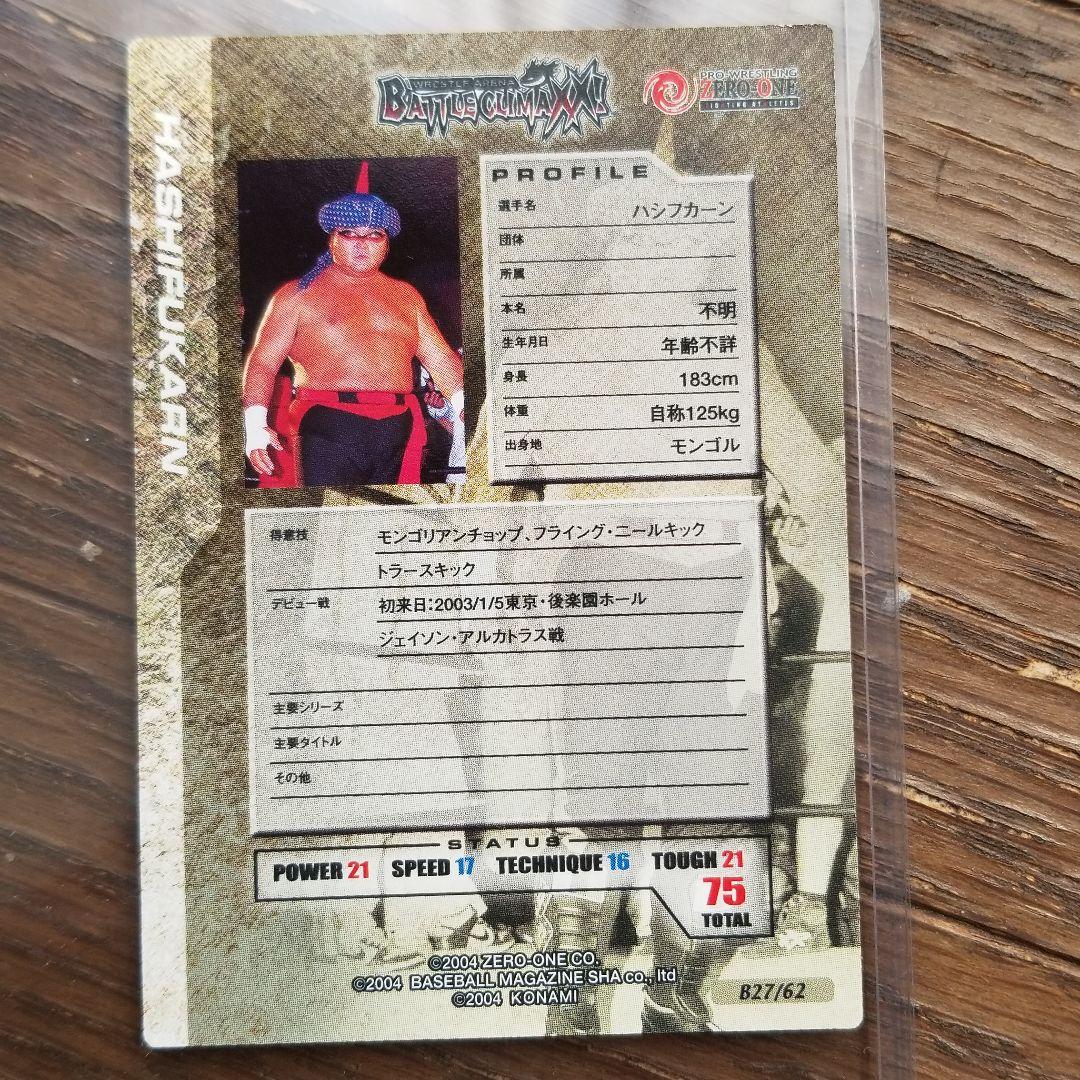 WRESTLE ARENA
BATTLE CLIMAXX!
PRO-WRESTLING
ZERO-ONE
HASHIFUKARN
PROFILE
選手名 ハシフカーン
団体
所属
本名 不明
生年月日 年齢不詳
身長 183cm
体重 自称125kg
出身地 モンゴル
得意技 モンゴリアンチョップ、フライング・ニールキック
トラースキック
デビュー戦 初来日:2003/1/5東京・後楽園ホール
ジェイソン・アルカトラス戦
主要シリーズ
主要タイトル
その他
STATUS
POWER 21 SPEED 17 TECHNIQUE 16 TOUGH 21
75
TOTAL
©2004 ZERO-ONE CO.
©2004 BASEBALL MAGAZINE SHA co., ltd
©2004 KONAMI
B27/62